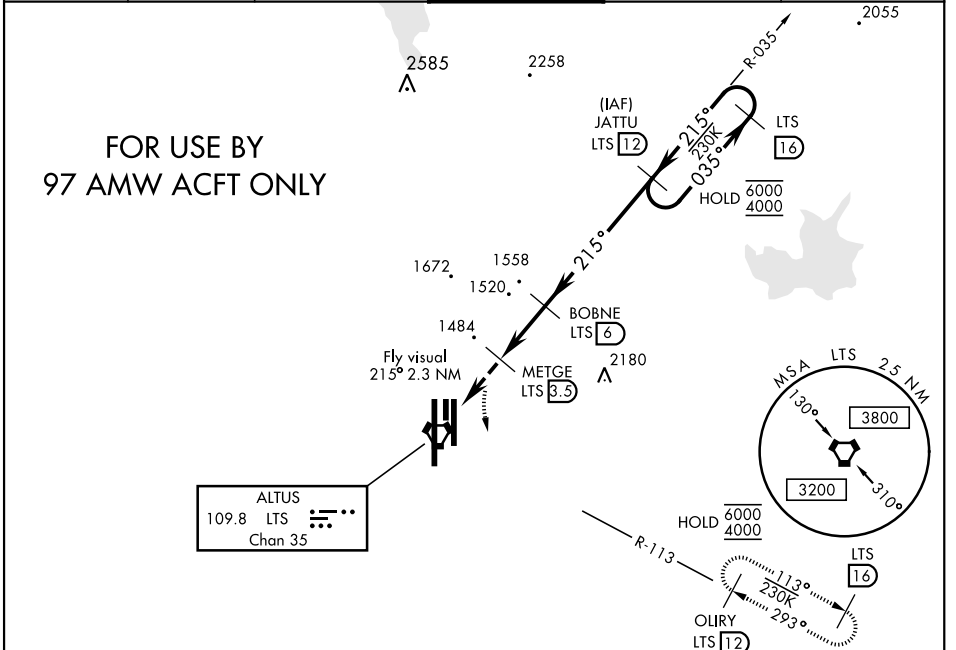 2055
R-035
2585
2258
(IAF)
JATTU
LTS 12
215°
230K
035°
LTS
16
FOR USE BY
97 AMW ACFT ONLY
HOLD 6000
4000
215°
1672
1558
1520
BOBNE
LTS 6
1484
Fly visual
215° 2.3 NM
METGE
LTS 3.5
2180
MSA LTS 25 NM
130°
3800
3200
310°
ALTUS
109.8 LTS
Chan 35
HOLD 6000
4000
R-113
LTS
16
113°
230K
293°
OLIRY
LTS 12